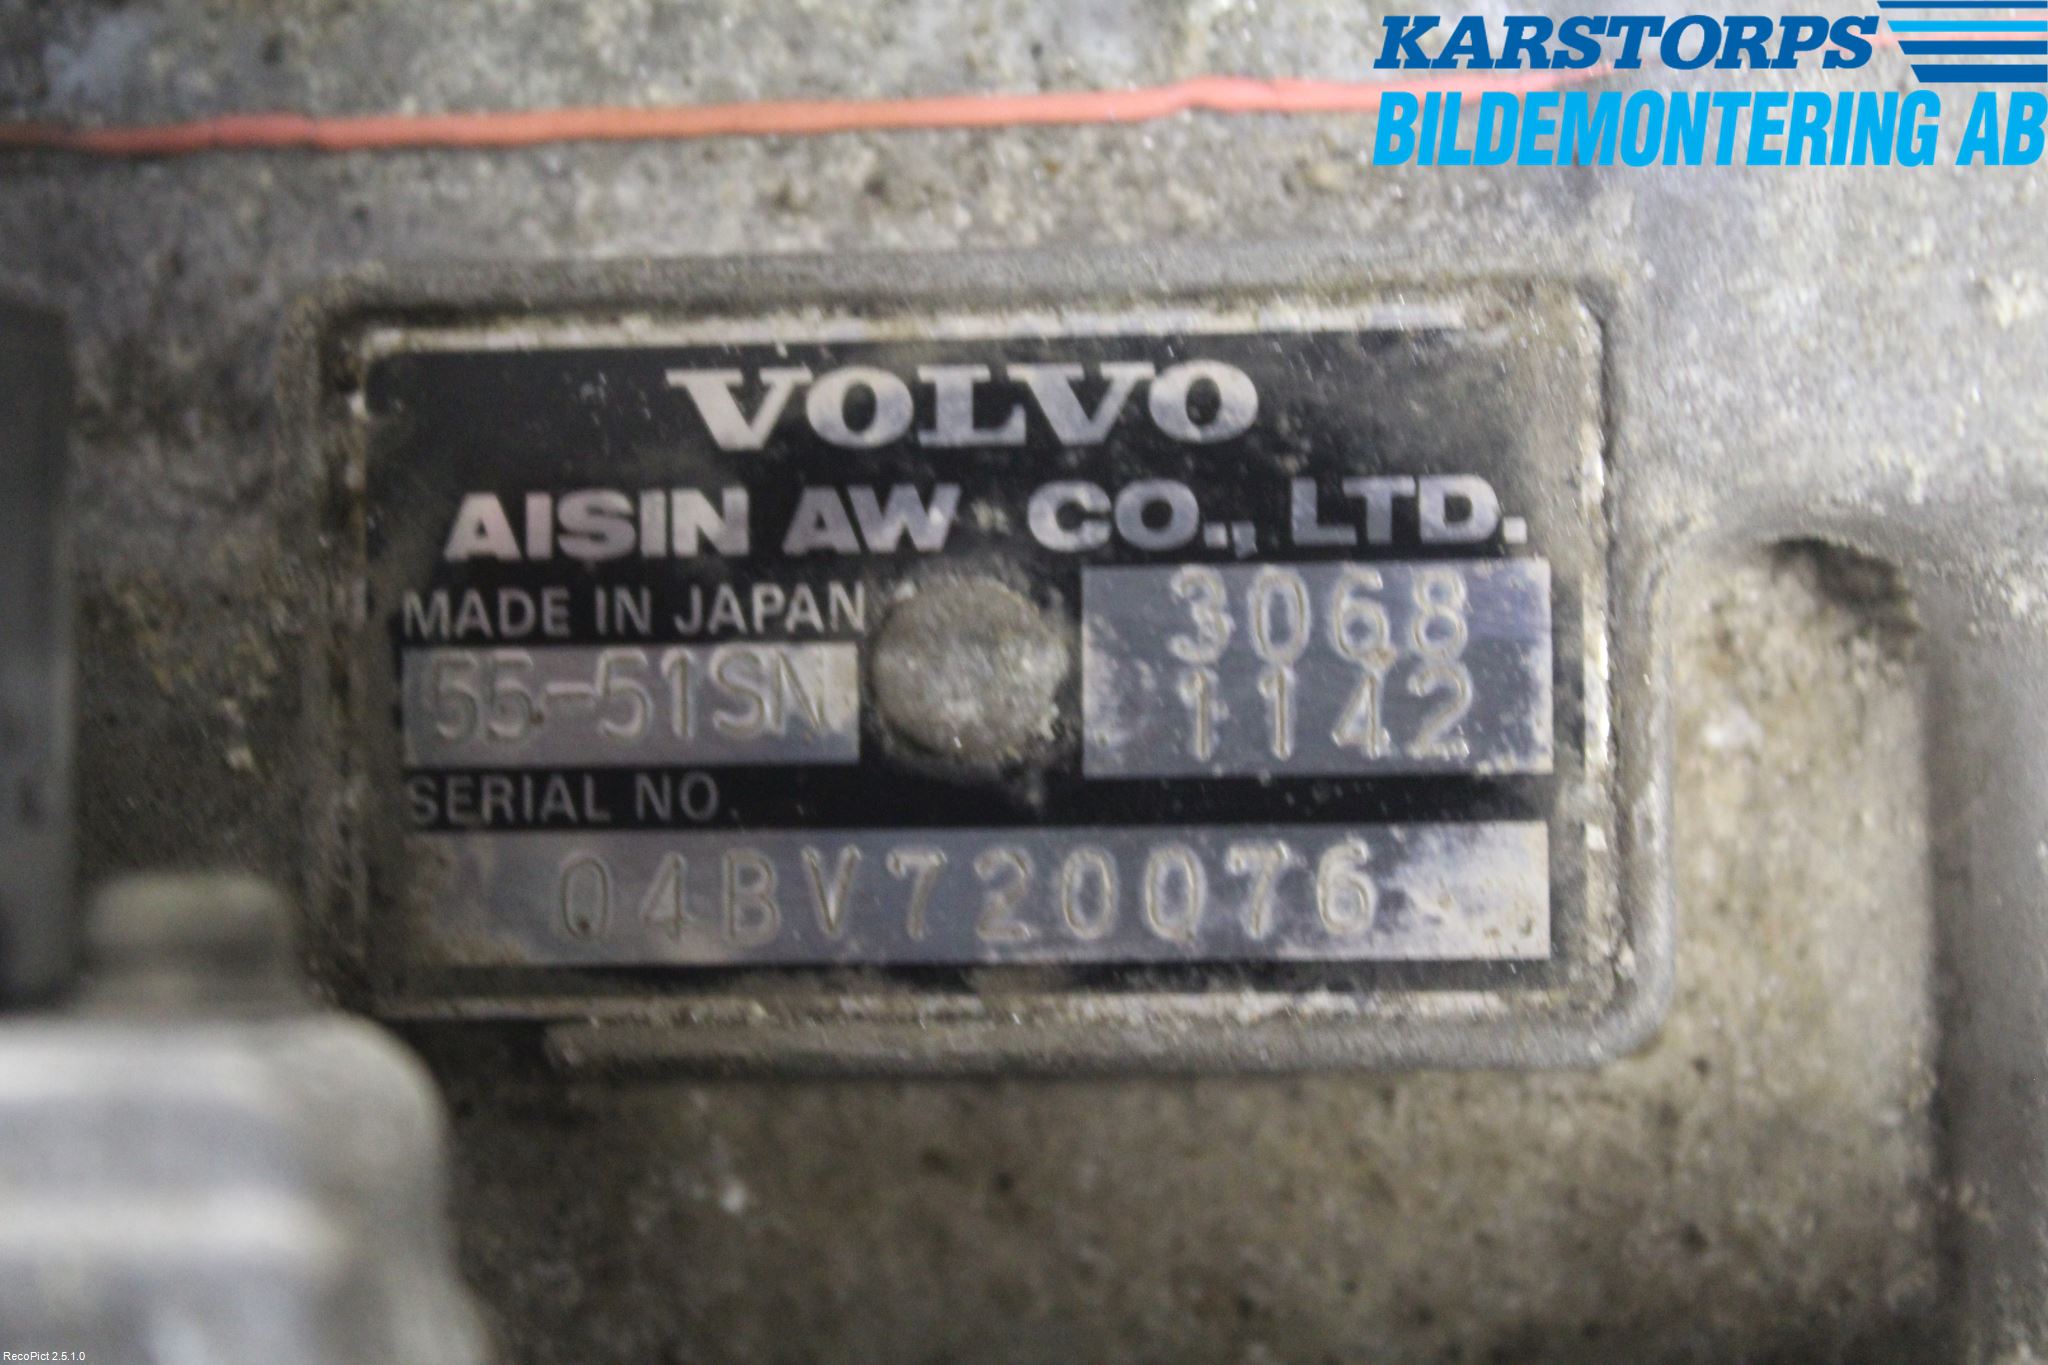 KARSTORPS
BILDEMONTERING AB
VOLVO
AISIN AW CO., LTD.
MADE IN JAPAN
55-51SN
3068
1142
SERIAL NO.
04BV720076
RecoPict 2.5.1.0